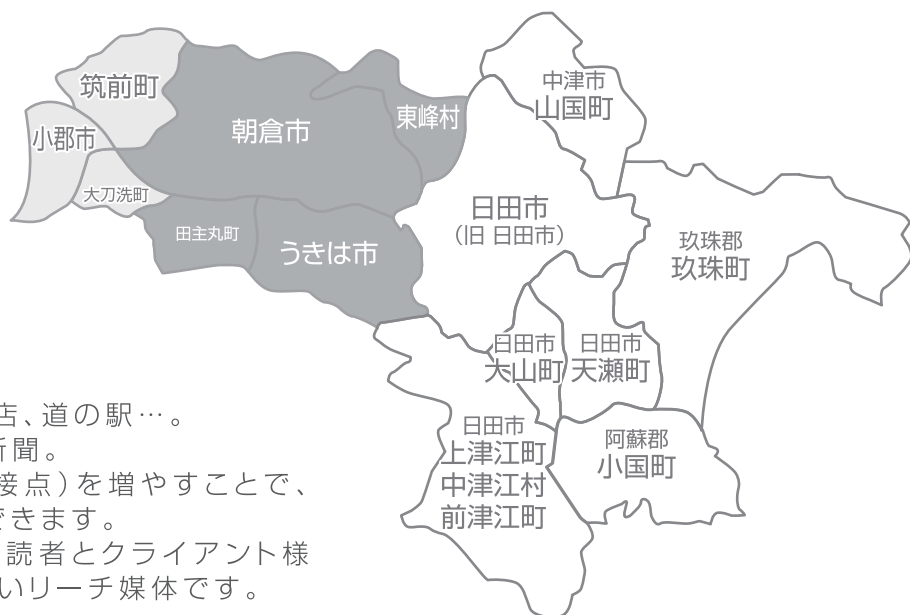 筑前町
小郡市
大刀洗町
朝倉市
東峰村
田主丸町
うきは市
中津市
山国町
日田市
（旧 日田市）
玖珠郡
玖珠町
日田市
大山町
日田市
天瀬町
日田市
上津江町
中津江村
前津江町
阿蘇郡
小国町
店、道の駅…。
新聞。
接点）を増やすことで、
できます。
読者とクライアント様
いリーチ媒体です。